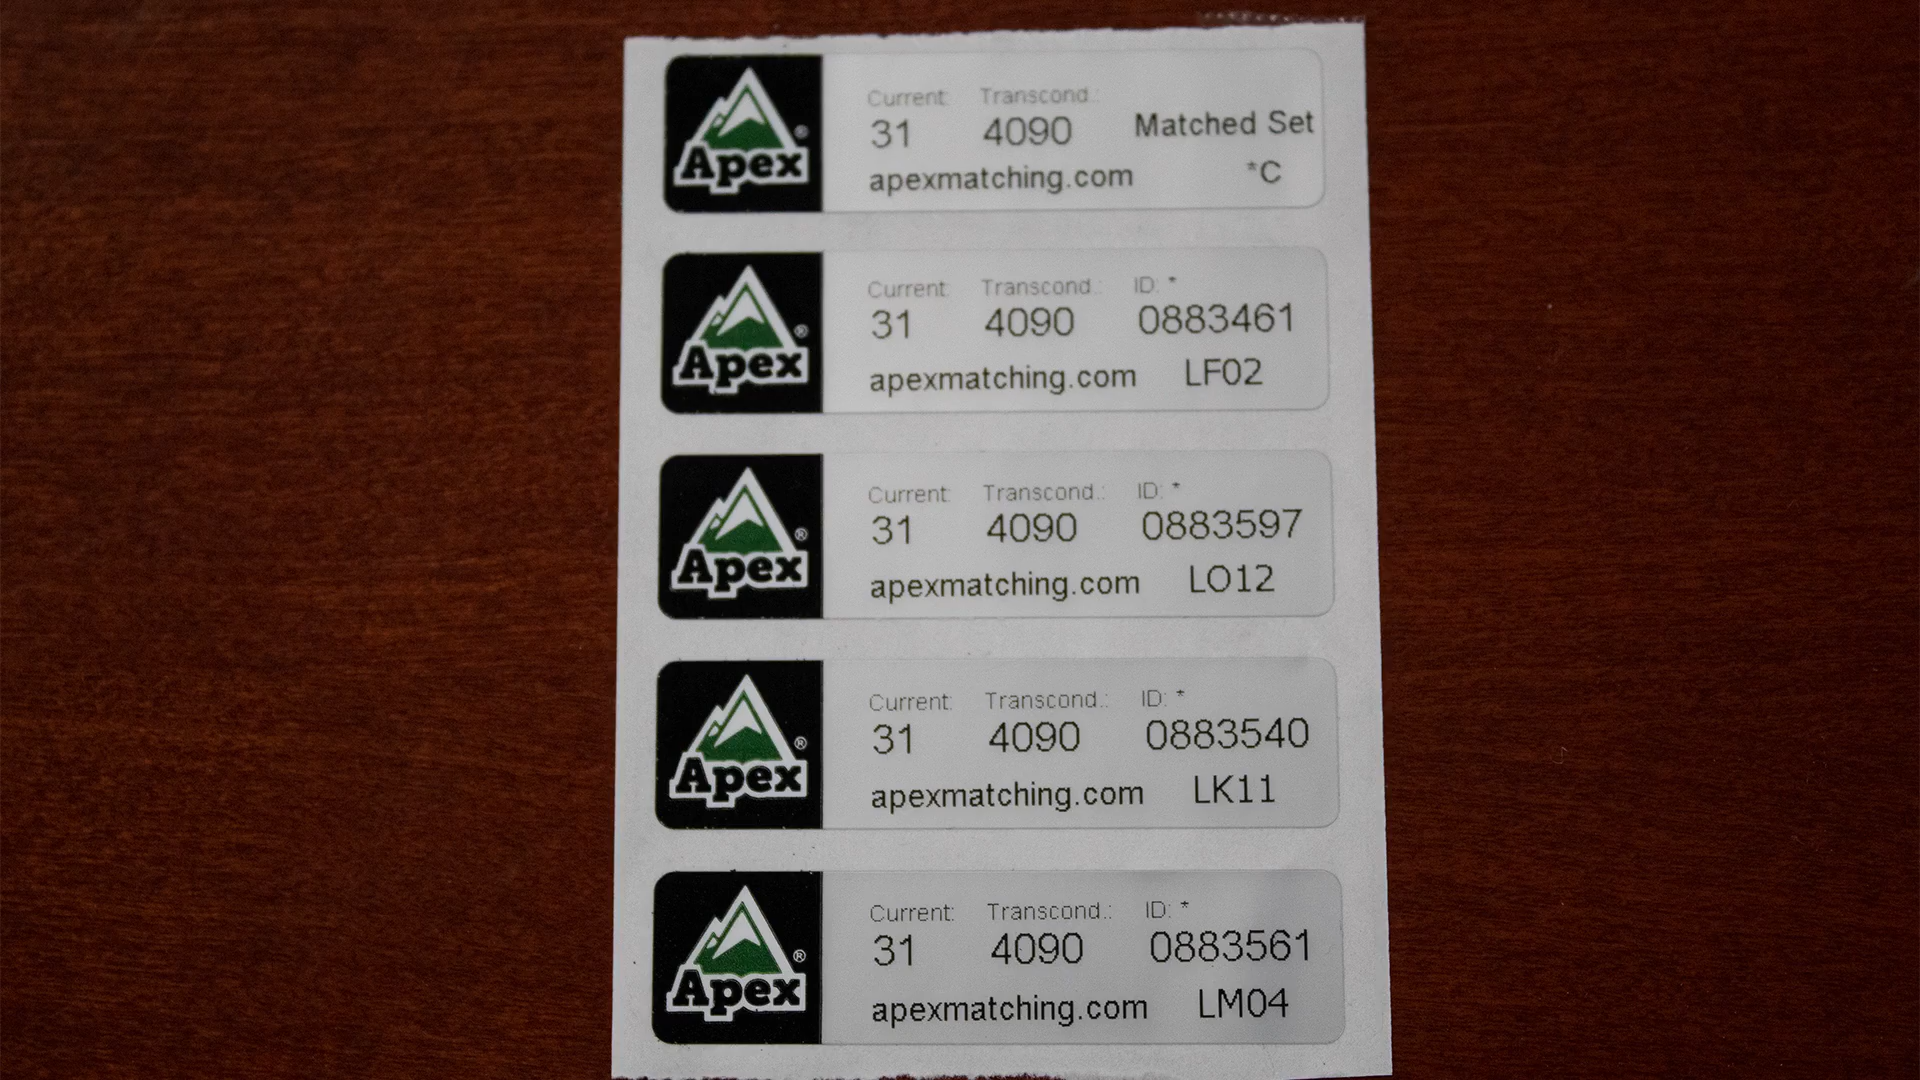 Apex®
Current: Transcond.:
31 4090 Matched Set
apexmatching.com *C
Apex®
Current: Transcond.: ID: *
31 4090 0883461
apexmatching.com LF02
Apex®
Current: Transcond.: ID: *
31 4090 0883597
apexmatching.com LO12
Apex®
Current: Transcond.: ID: *
31 4090 0883540
apexmatching.com LK11
Apex®
Current: Transcond.: ID: *
31 4090 0883561
apexmatching.com LM04